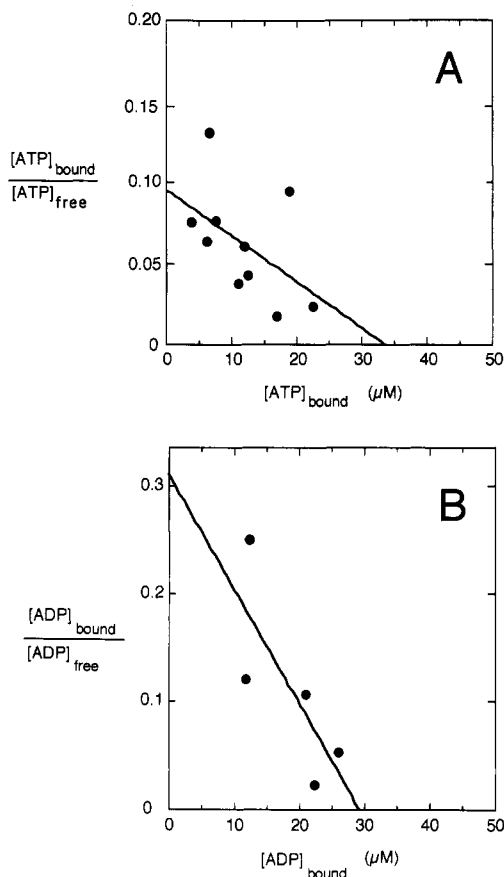 A
0.20
0.15
0.10
0.05
0
[ATP]bound
[ATP]free
0 10 20 30 40 50
[ATP]bound (µM)
B
0.3
0.2
0.1
0
[ADP]bound
[ADP]free
0 10 20 30 40 50
[ADP]bound (µM)